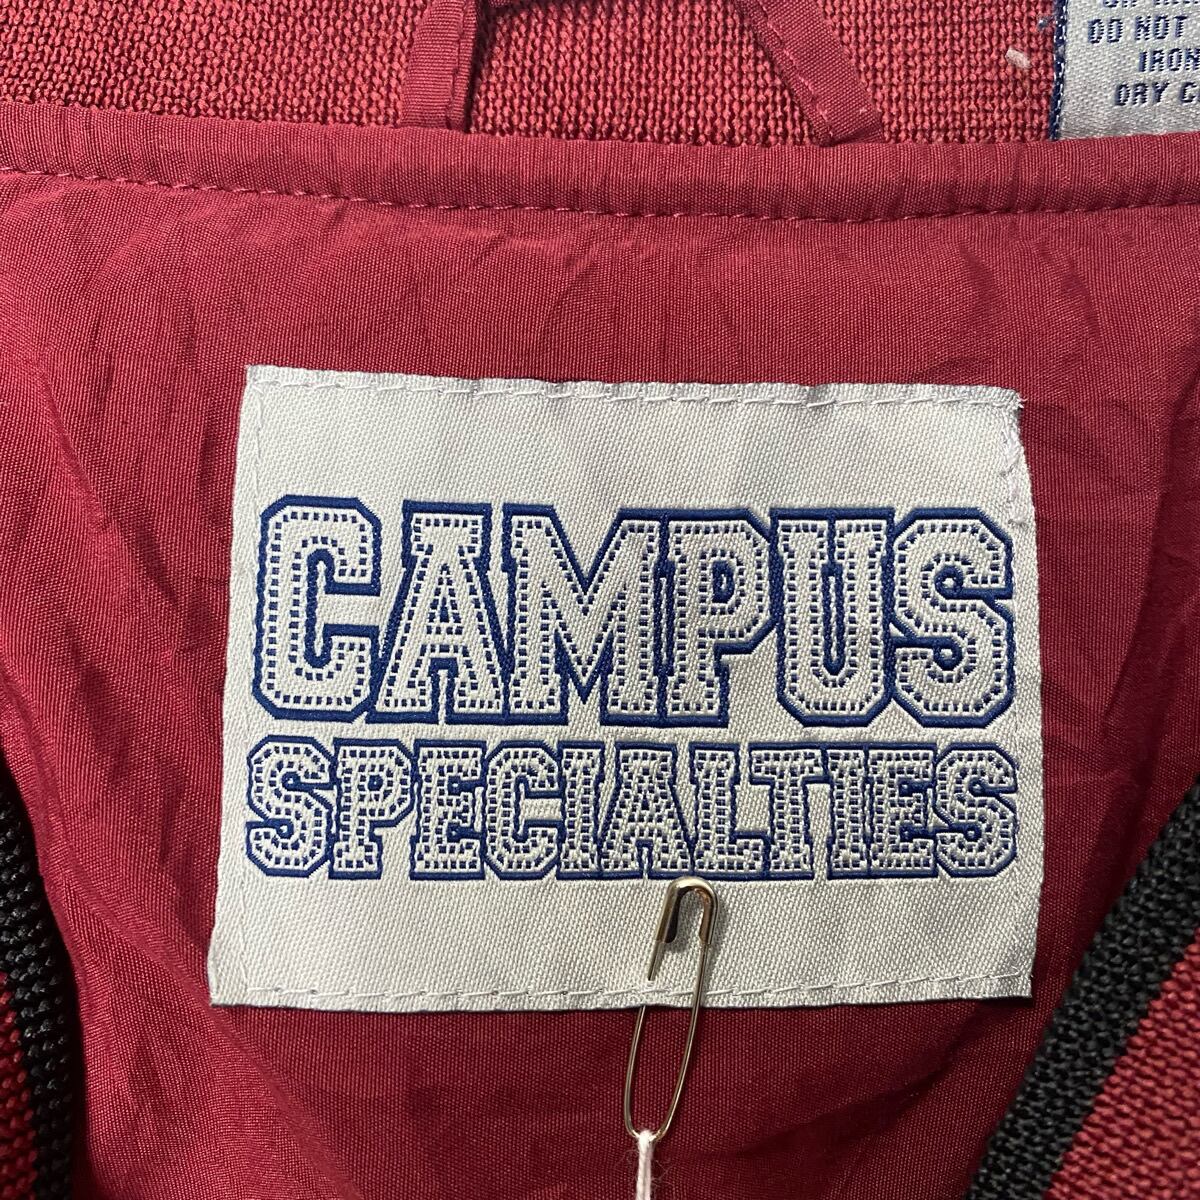 DO NOT
IRON
DRY
CAMPUS
SPECIALTIES